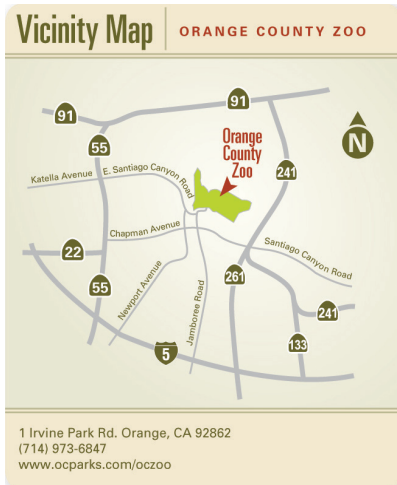 Vicinity Map | ORANGE COUNTY ZOO
91
91
N
55
Orange
County
Zoo
241
Katella Avenue
E. Santiago Canyon Road
Chapman Avenue
Santiago Canyon Road
22
55
261
Newport Avenue
Jamboree Road
241
133
5
1 Irvine Park Rd. Orange, CA 92862
(714) 973-6847
www.ocparks.com/oczoo